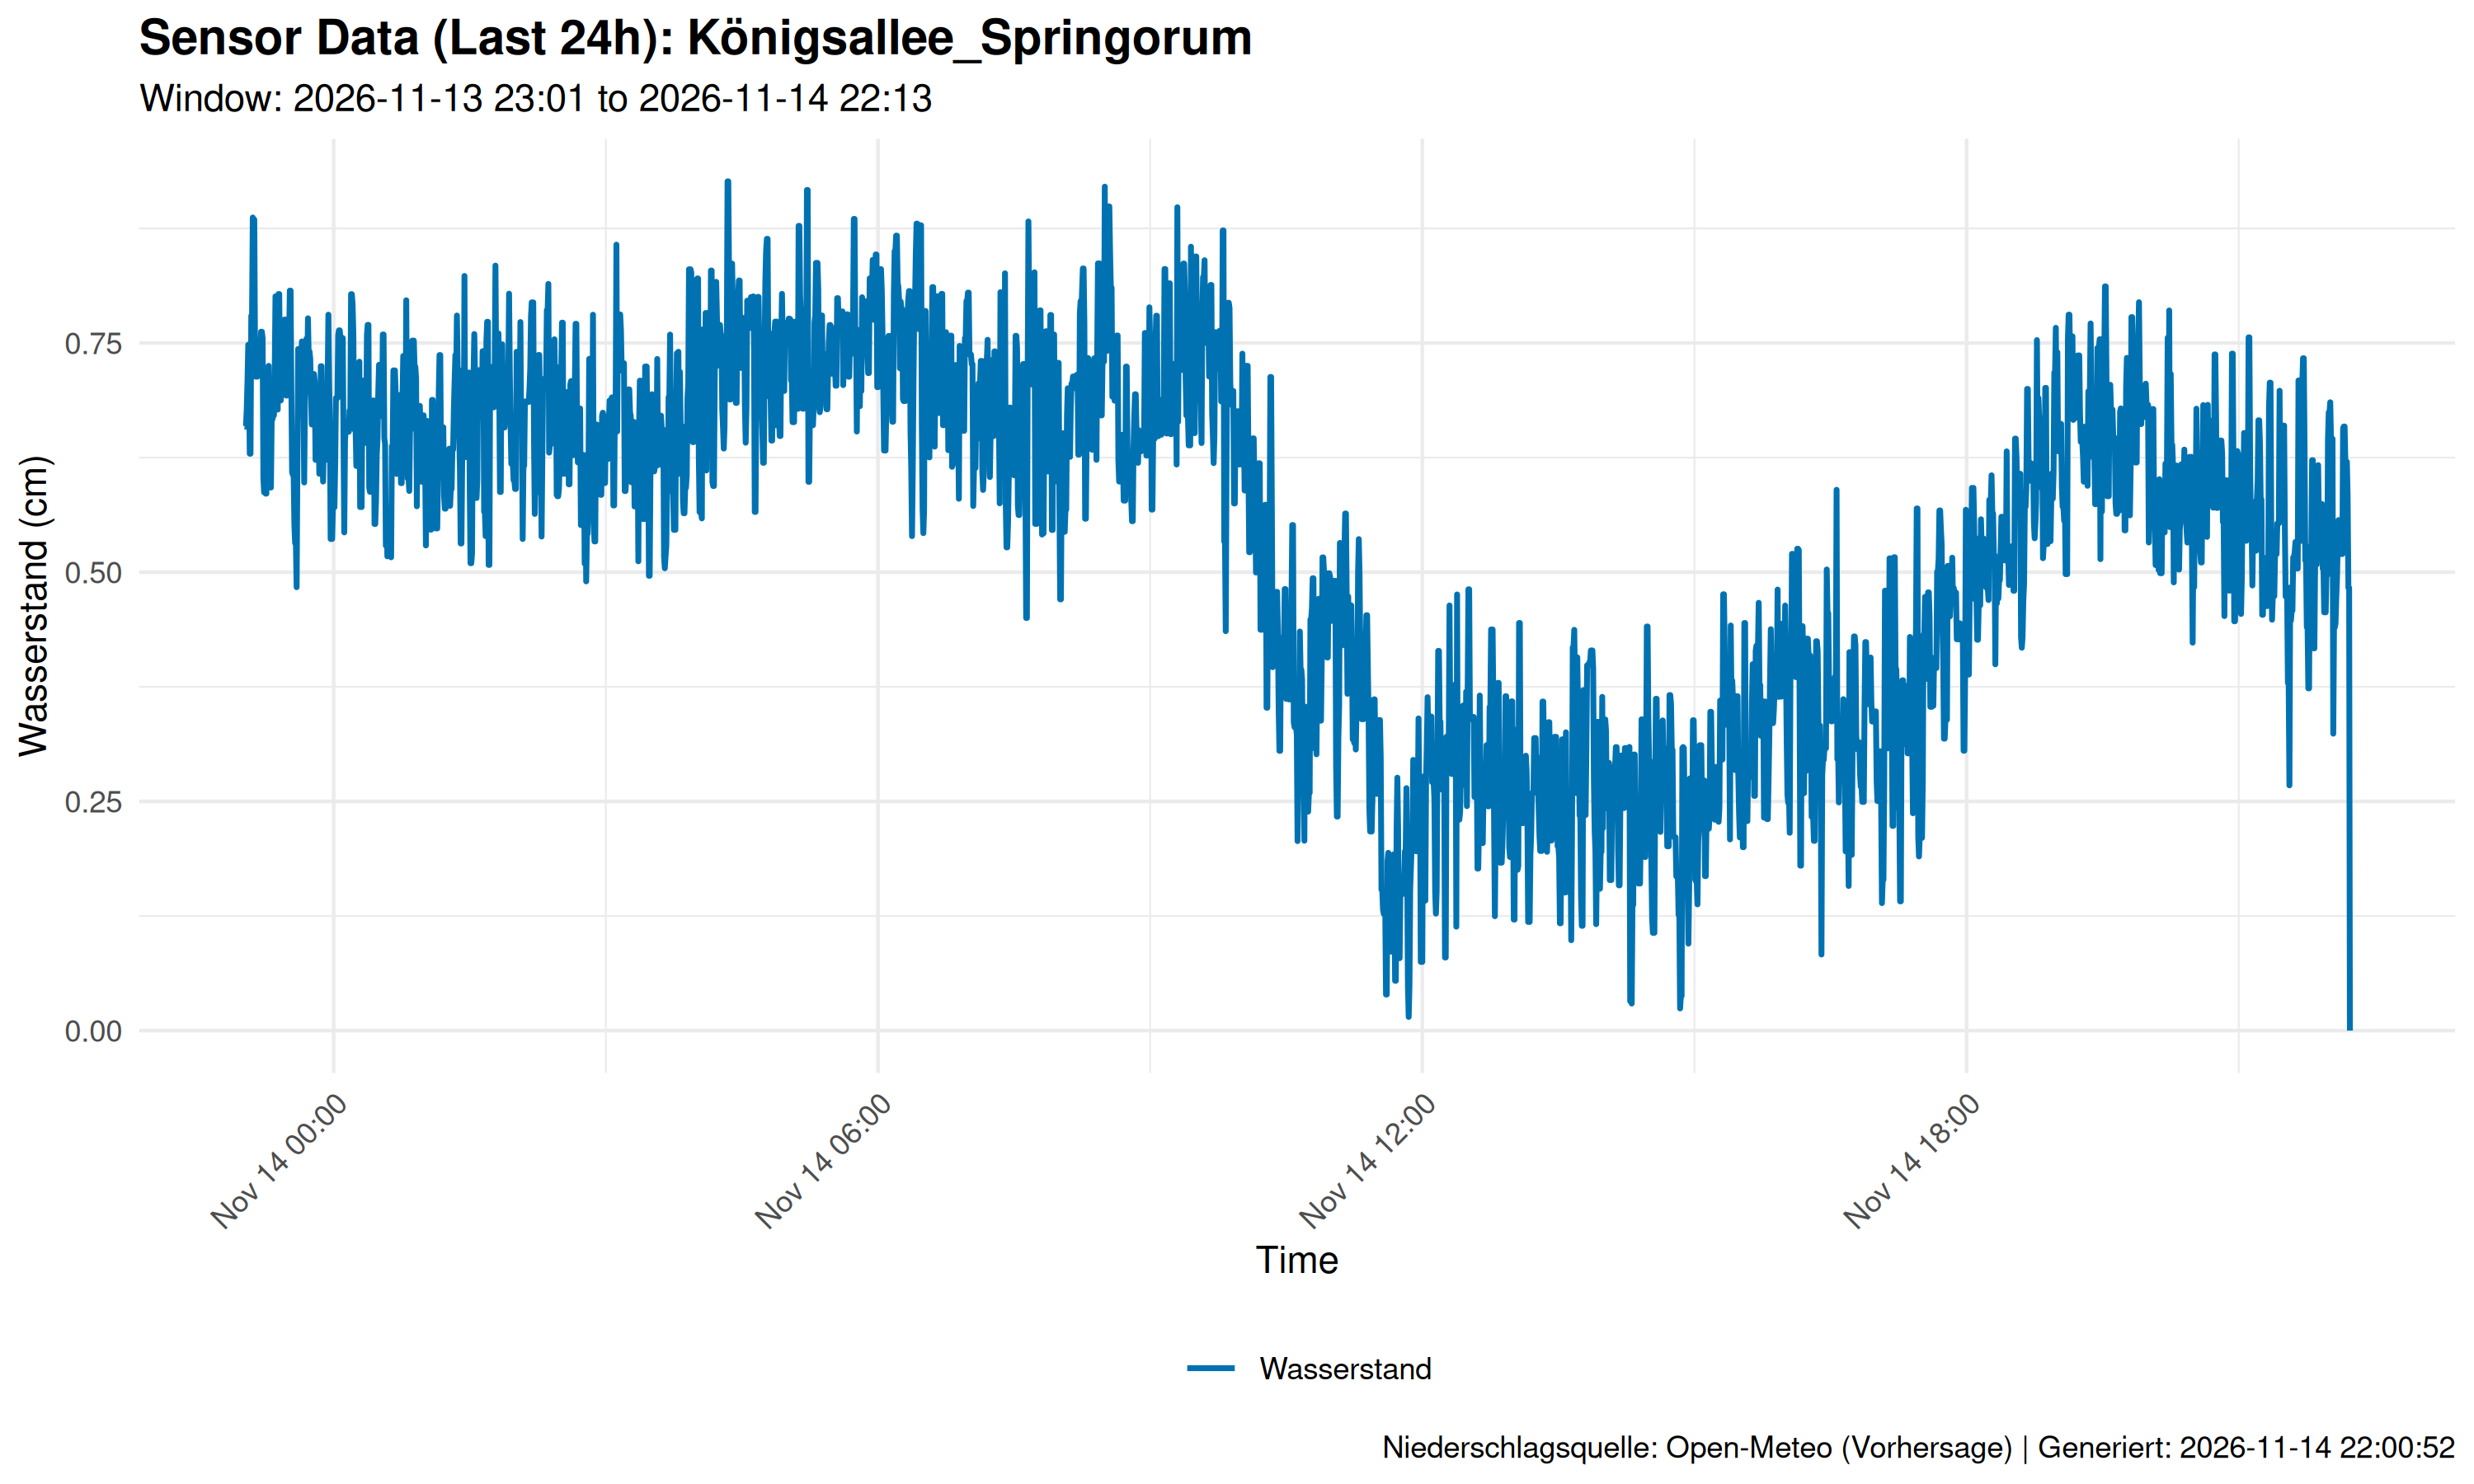 Sensor Data (Last 24h): Königsallee_Springorum
Window: 2026-11-13 23:01 to 2026-11-14 22:13
Wasserstand (cm)
0.75
0.50
0.25
0.00
Nov 14 00:00
Nov 14 06:00
Nov 14 12:00
Nov 14 18:00
Time
Wasserstand
Niederschlagsquelle: Open-Meteo (Vorhersage) | Generiert: 2026-11-14 22:00:52